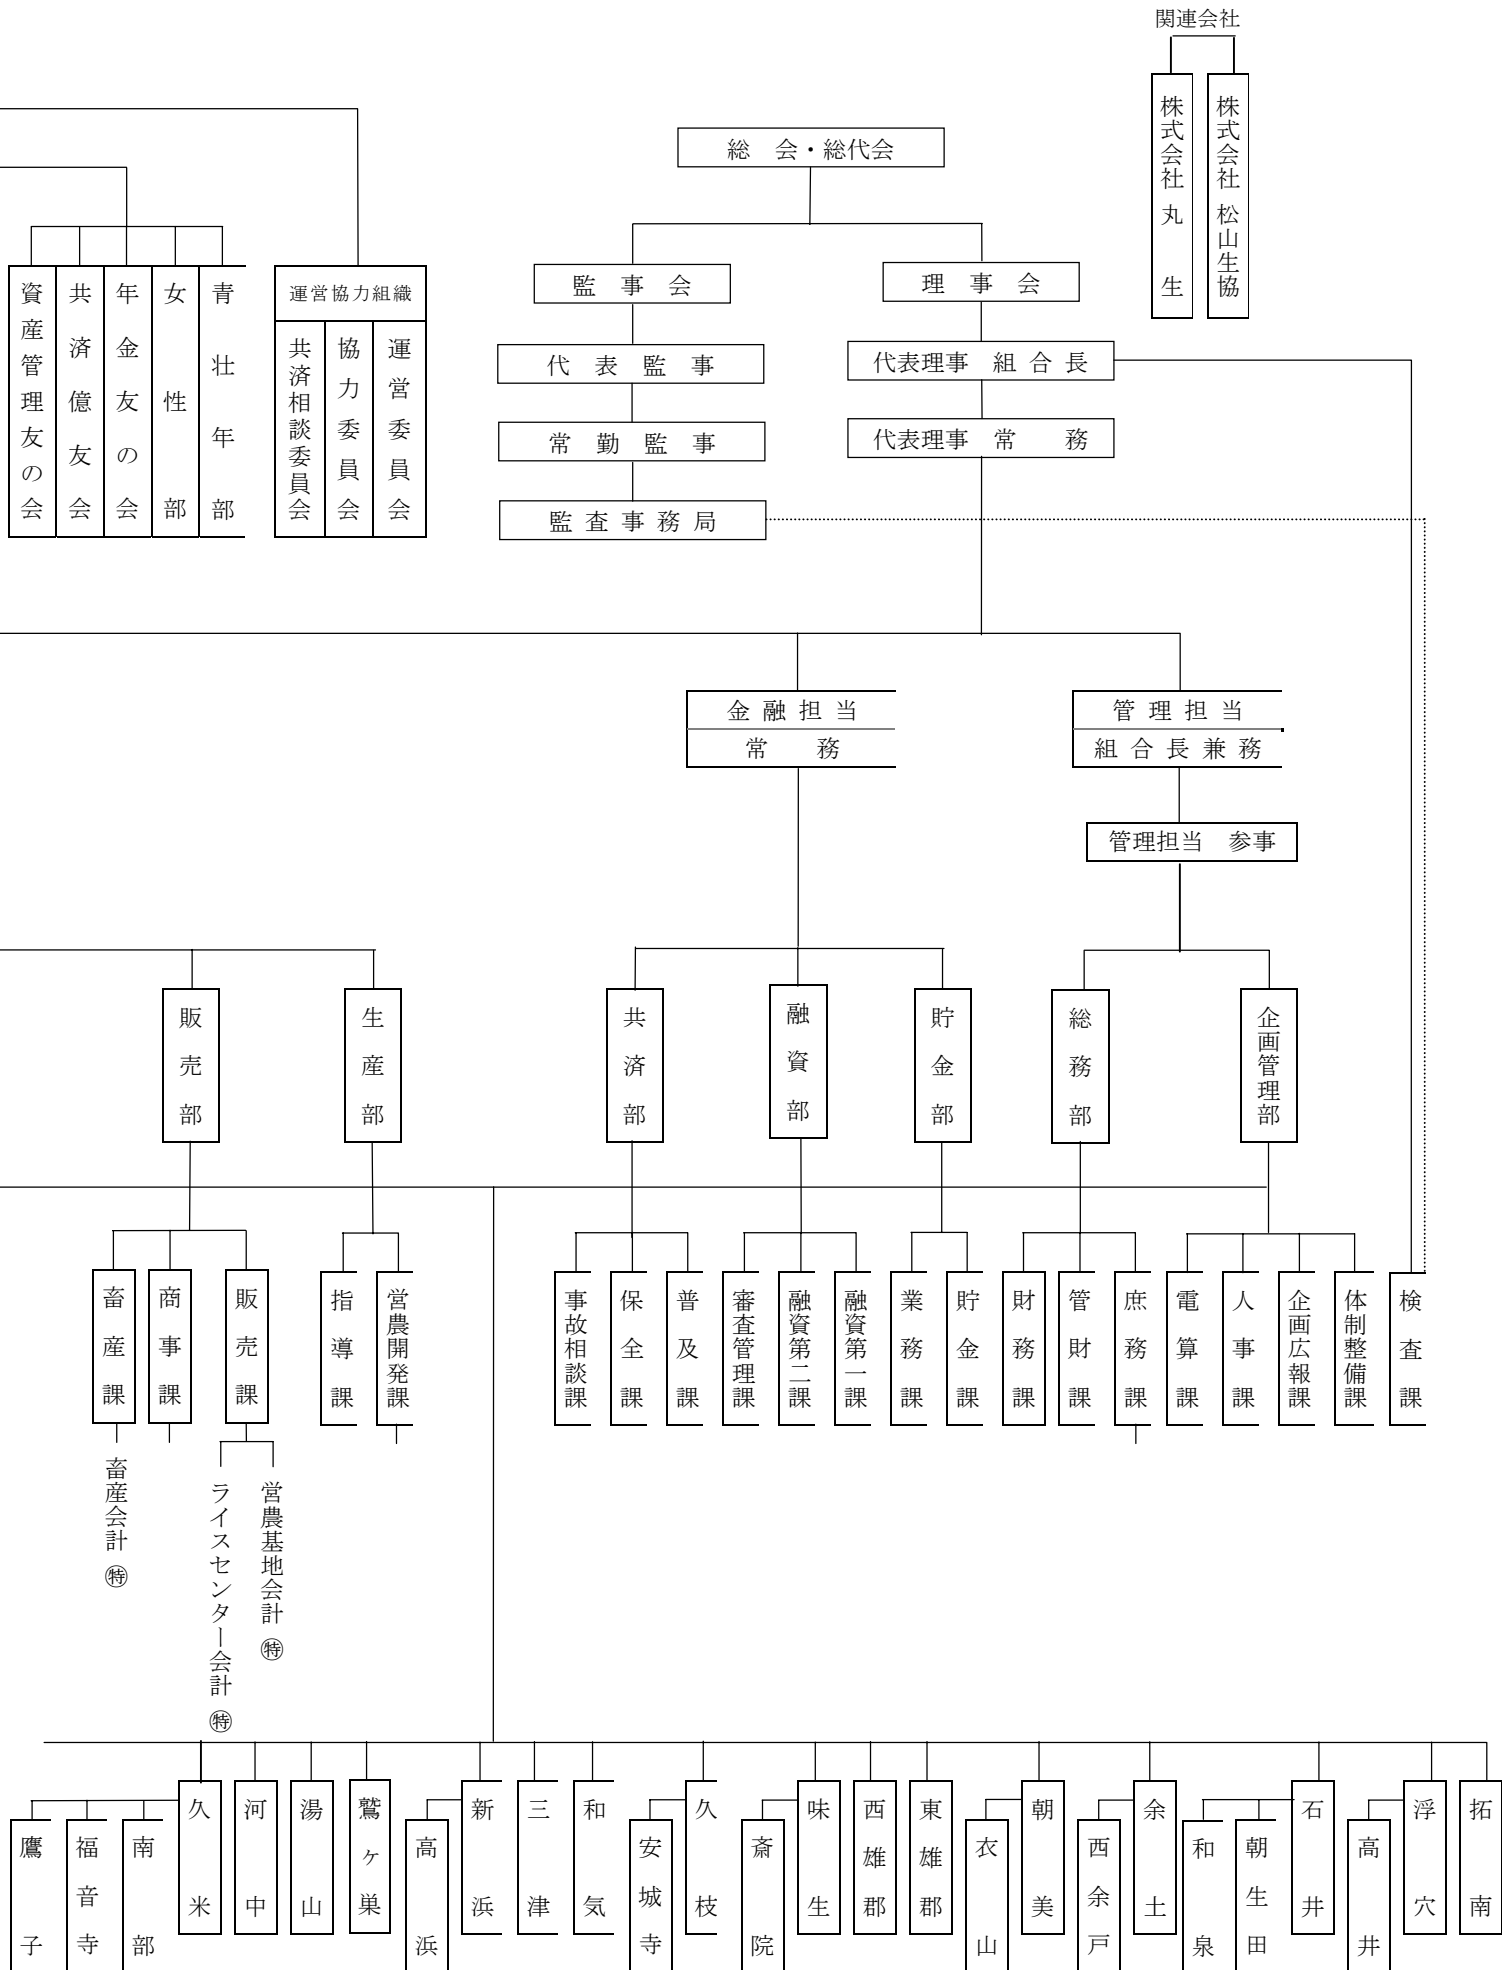 関連会社
株式会社 松山生協
株式会社 丸生
総会・総代会
監事会
理事会
代表監事
代表理事 組合長
常勤監事
代表理事 常務
監査事務局
運営協力組織
運営委員会
協力委員会
共済相談委員会
青壮年部
女性部
年金友の会
共済億友会
資産管理友の会
金融担当
常務
管理担当
組合長兼務
管理担当 参事
企画管理部
総務部
貯金部
融資部
共済部
生産部
販売部
検査課
体制整備課
企画広報課
人事課
電算課
庶務課
管財課
財務課
貯金課
業務課
融資第一課
融資第二課
審査管理課
普及課
保全課
事故相談課
営農開発課
指導課
販売課
商事課
畜産課
営農基地会計 ㊕
ライスセンター会計 ㊕
畜産会計 ㊕
拓南
浮穴
高井
石井
朝生田
和泉
余土
西余戸
朝美
衣山
東雄郡
西雄郡
味生
斎院
久枝
安城寺
和気
三津
新浜
高浜
鷲ヶ巣
湯山
河中
久米
南部
福音寺
鷹子